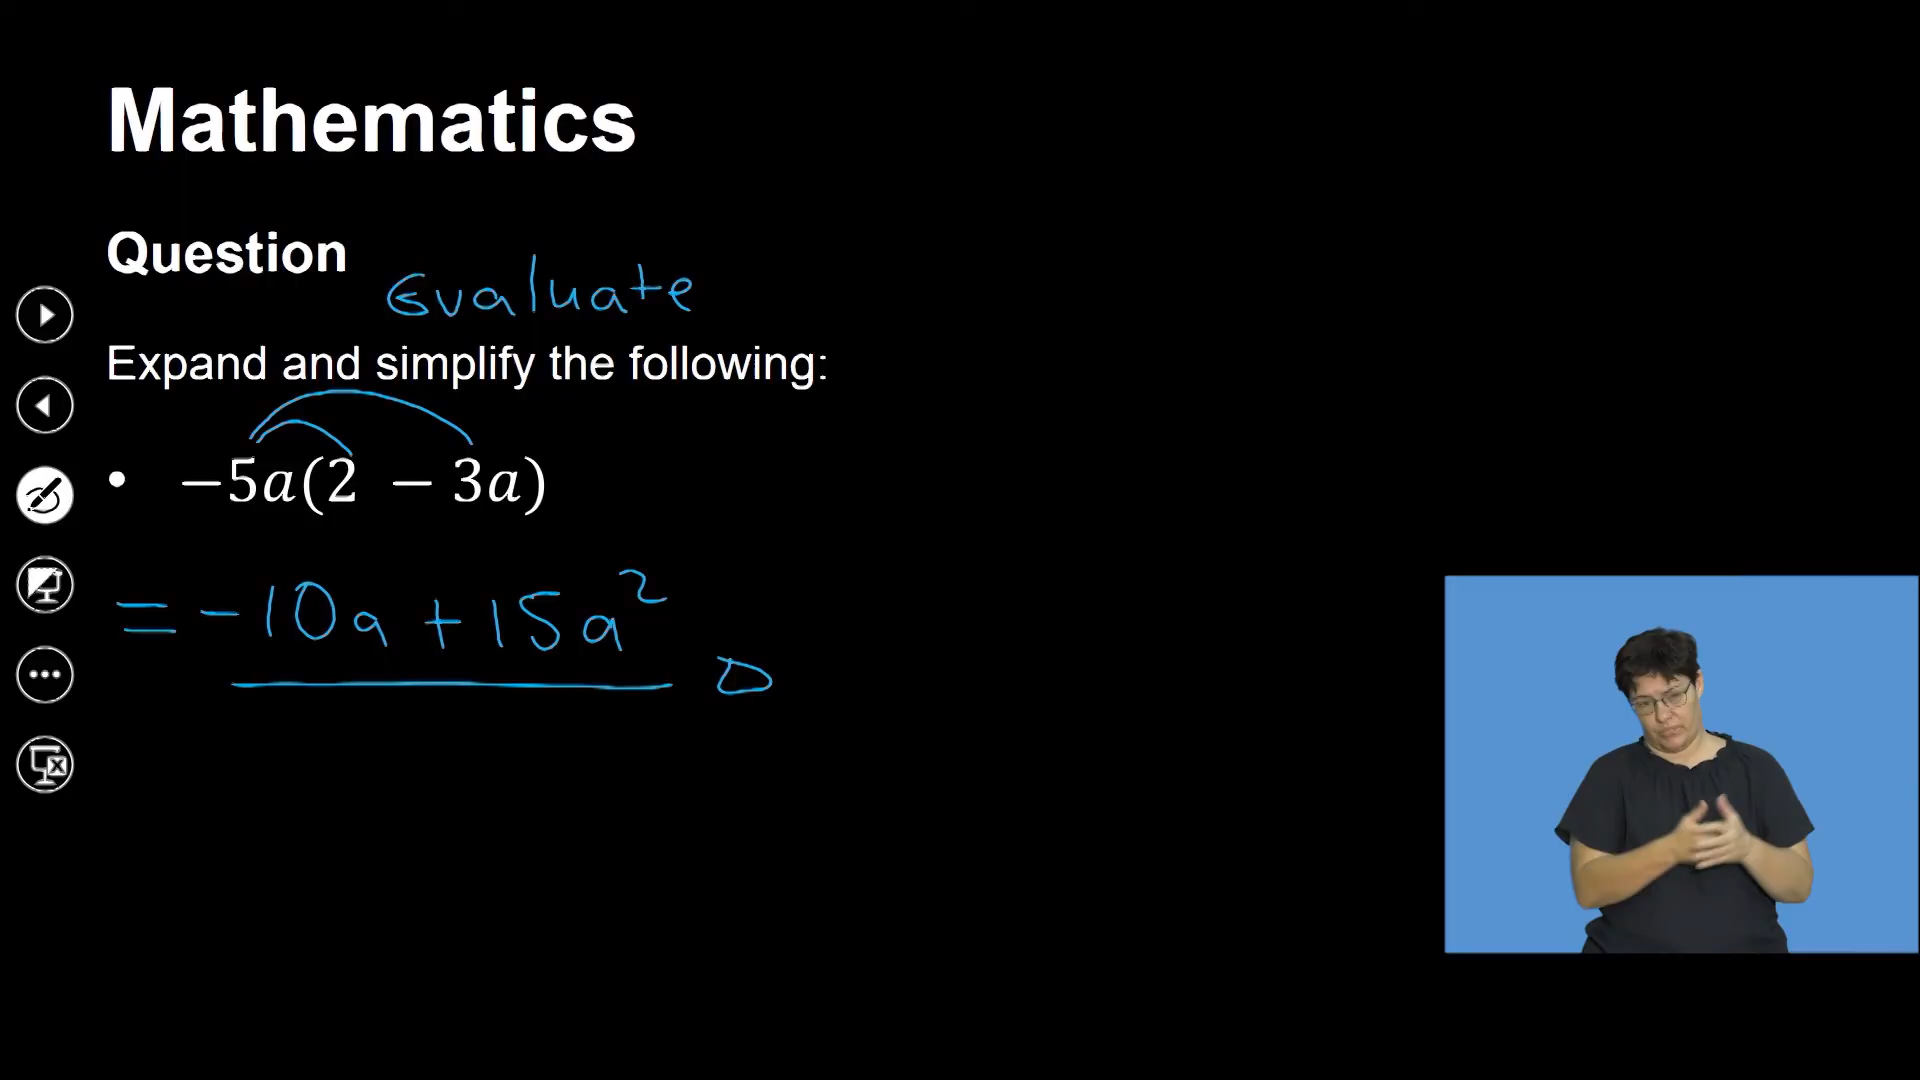 Mathematics
Question
Evaluate
Expand and simplify the following:
• −5a(2 − 3a)
= -10a + 15a²